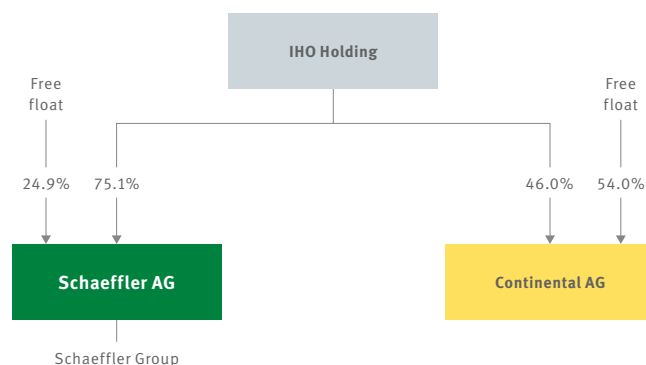 IHO Holding
Free
float
Free
float
24.9%
75.1%
46.0%
54.0%
Schaeffler AG
Continental AG
Schaeffler Group